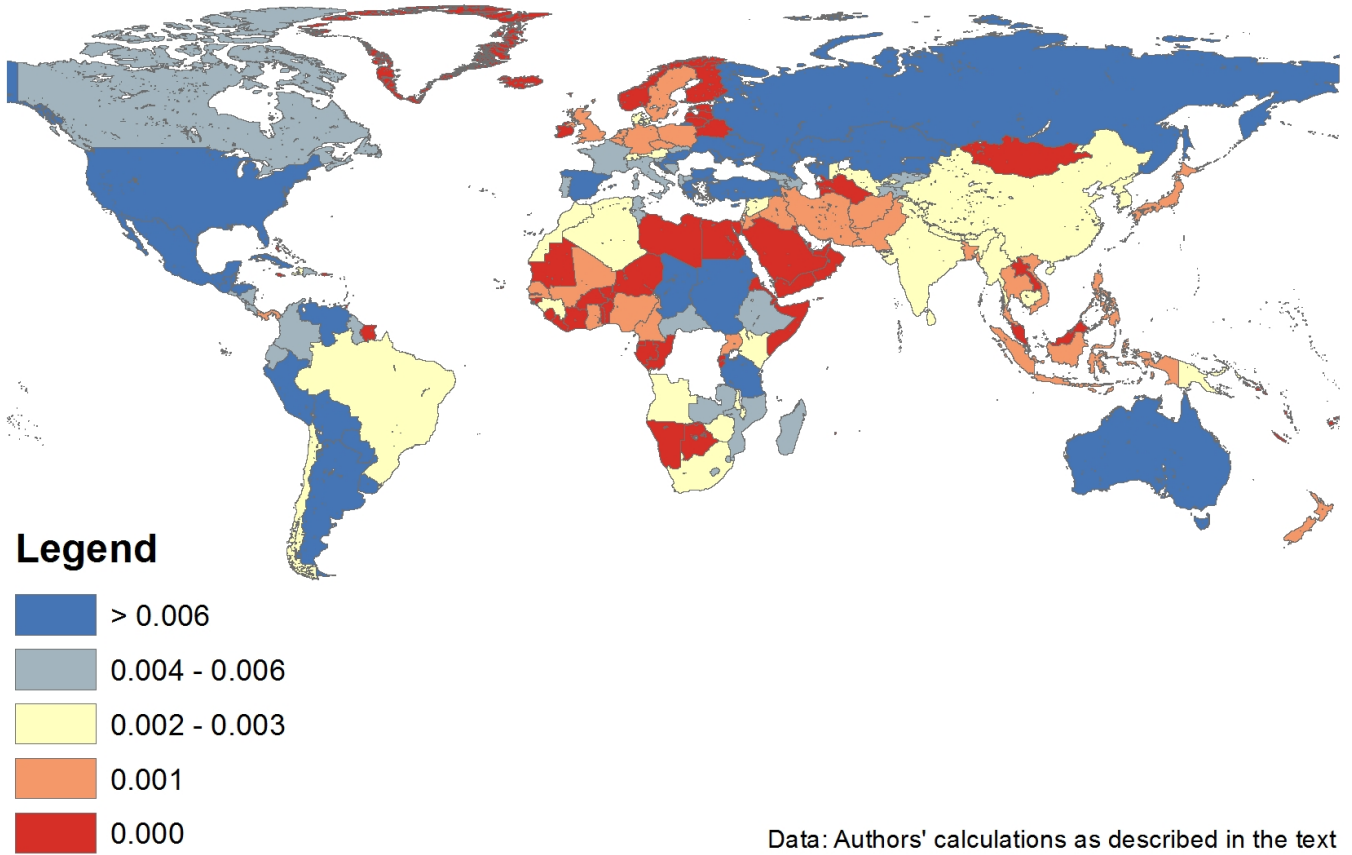 Legend
> 0.006
0.004 - 0.006
0.002 - 0.003
0.001
0.000
Data: Authors' calculations as described in the text